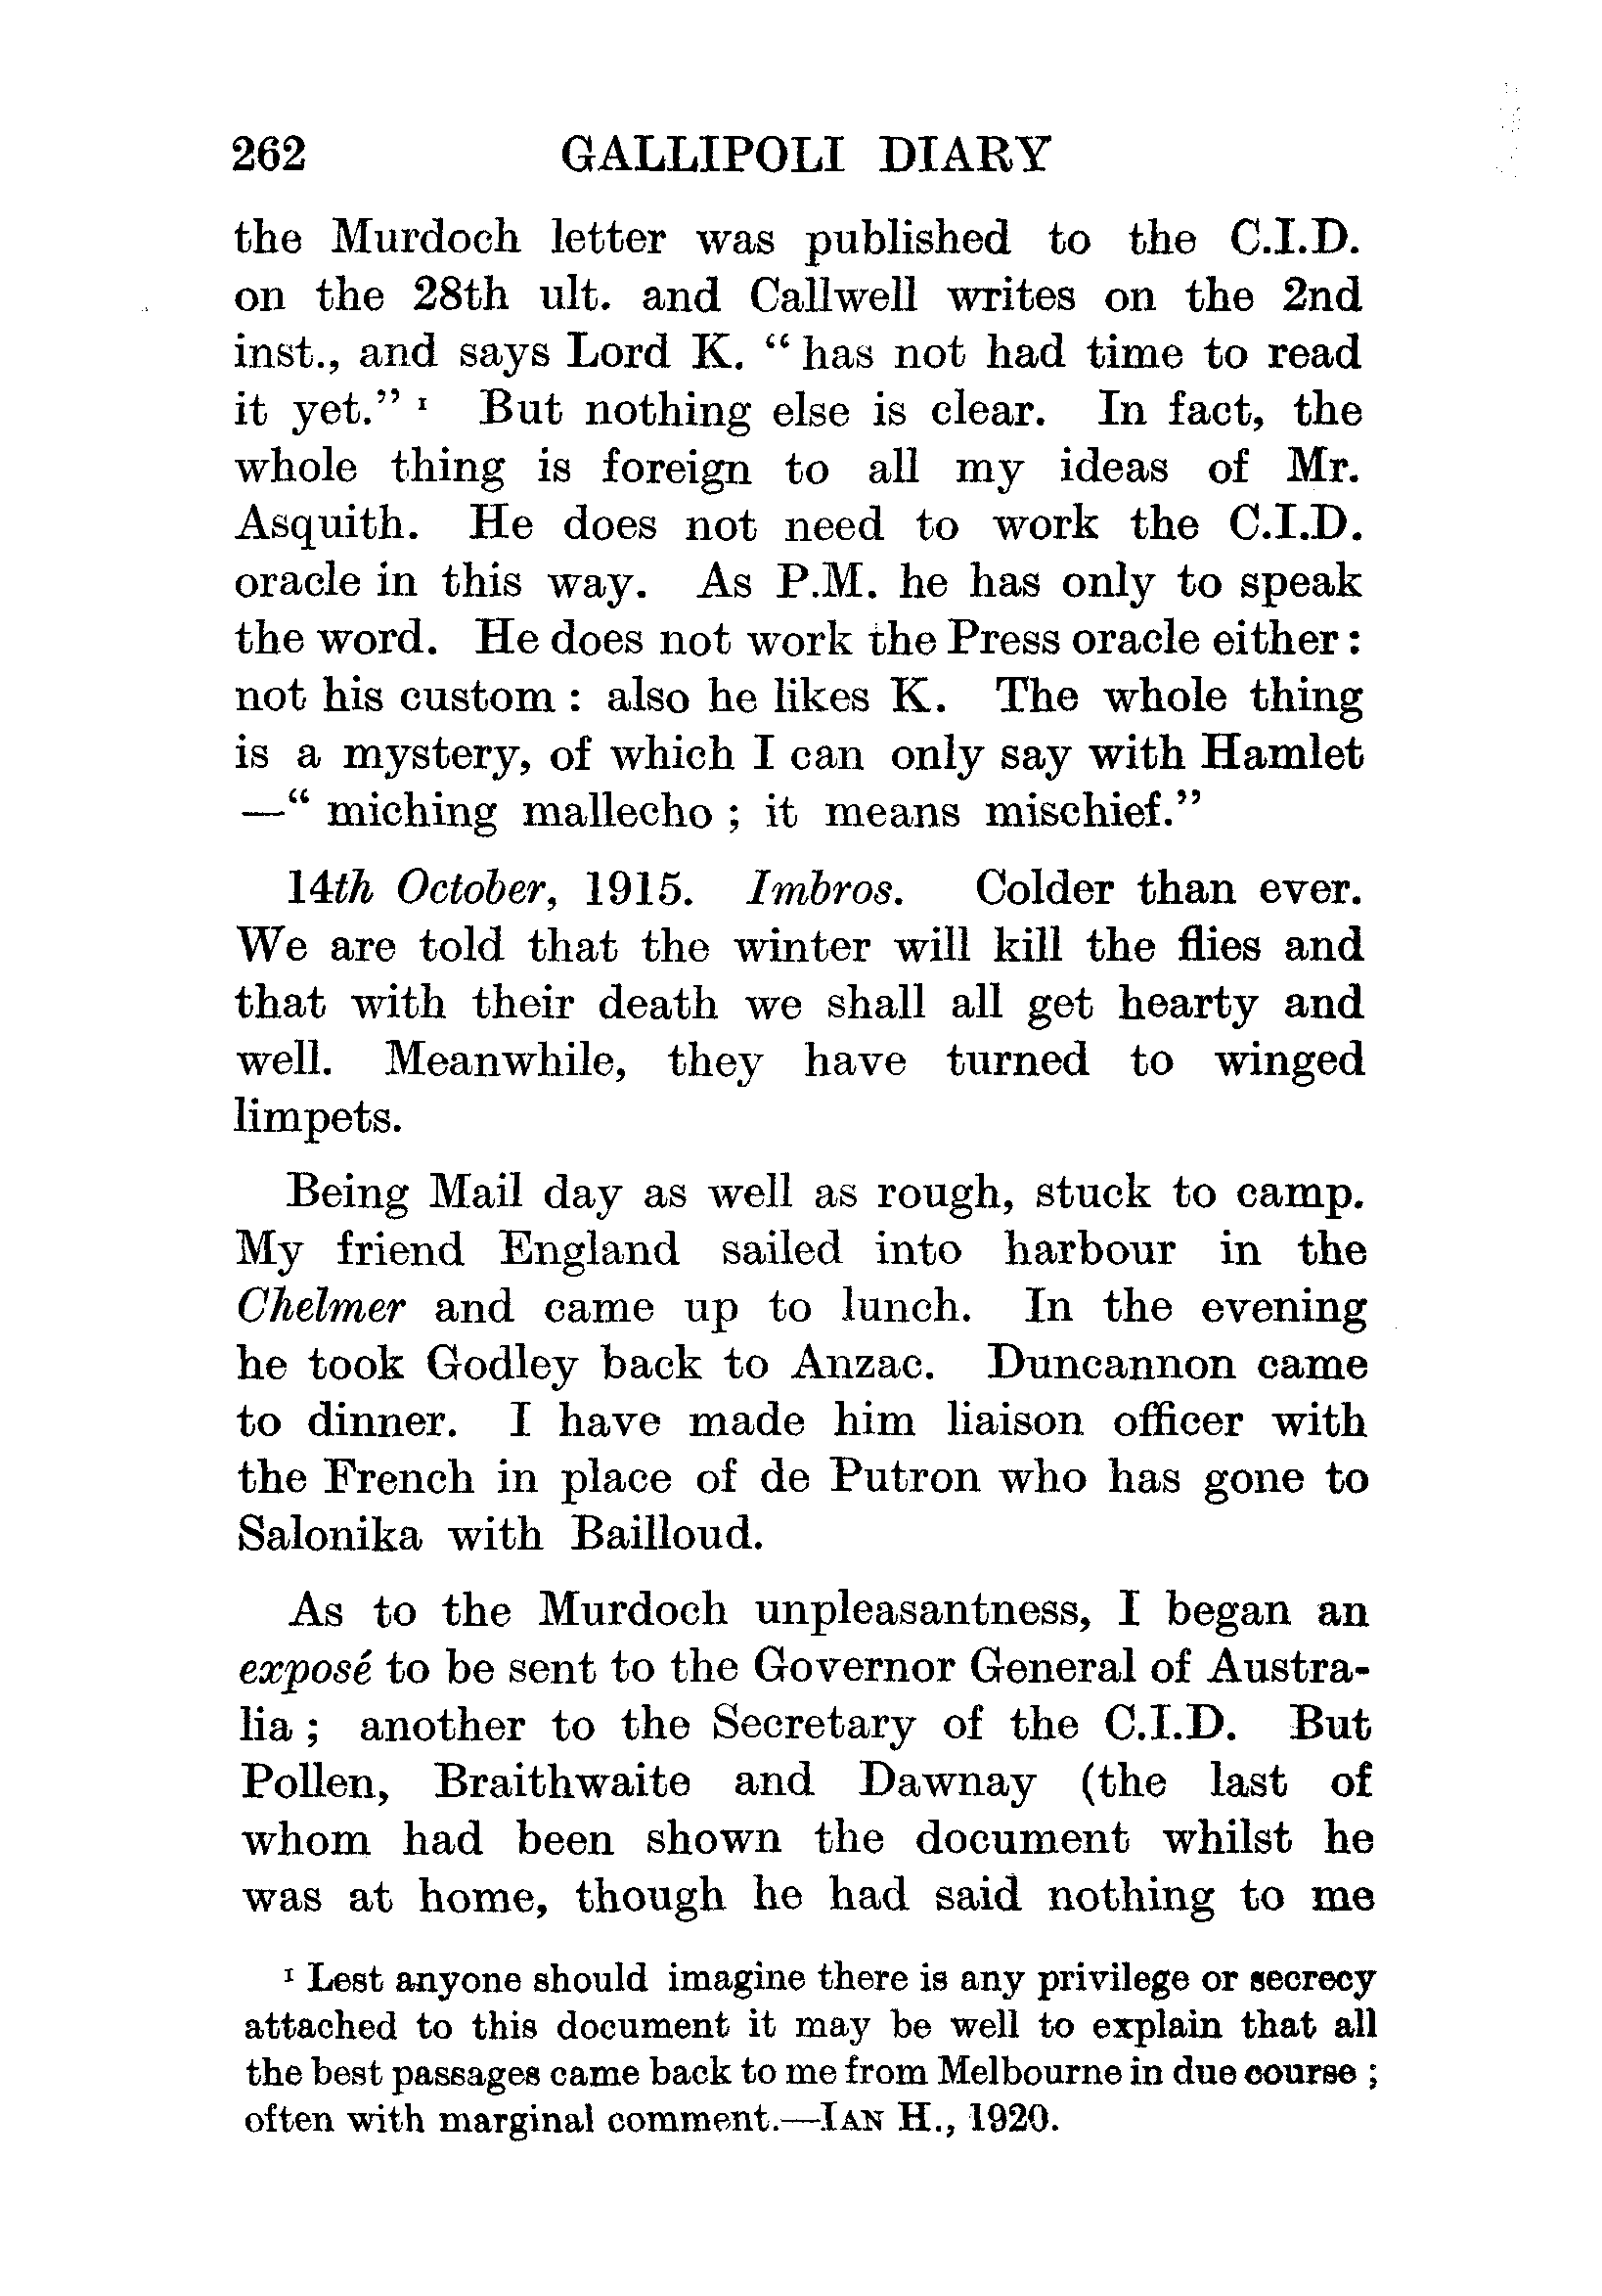 262 GALLIPOLI DIARY
the Murdoch letter was published to the C.I.D.
on the 28th ult. and Callwell writes on the 2nd
inst., and says Lord K. “ has not had time to read
it yet.” ¹ But nothing else is clear. In fact, the
whole thing is foreign to all my ideas of Mr.
Asquith. He does not need to work the C.I.D.
oracle in this way. As P.M. he has only to speak
the word. He does not work the Press oracle either :
not his custom : also he likes K. The whole thing
is a mystery, of which I can only say with Hamlet
—“ miching mallecho ; it means mischief.”
14th October, 1915. Imbros. Colder than ever.
We are told that the winter will kill the flies and
that with their death we shall all get hearty and
well. Meanwhile, they have turned to winged
limpets.
Being Mail day as well as rough, stuck to camp.
My friend England sailed into harbour in the
Chelmer and came up to lunch. In the evening
he took Godley back to Anzac. Duncannon came
to dinner. I have made him liaison officer with
the French in place of de Putron who has gone to
Salonika with Bailloud.
As to the Murdoch unpleasantness, I began an
exposé to be sent to the Governor General of Austra-
lia ; another to the Secretary of the C.I.D. But
Pollen, Braithwaite and Dawnay (the last of
whom had been shown the document whilst he
was at home, though he had said nothing to me
¹ Lest anyone should imagine there is any privilege or secrecy
attached to this document it may be well to explain that all
the best passages came back to me from Melbourne in due course ;
often with marginal comment.—IAN H., 1920.